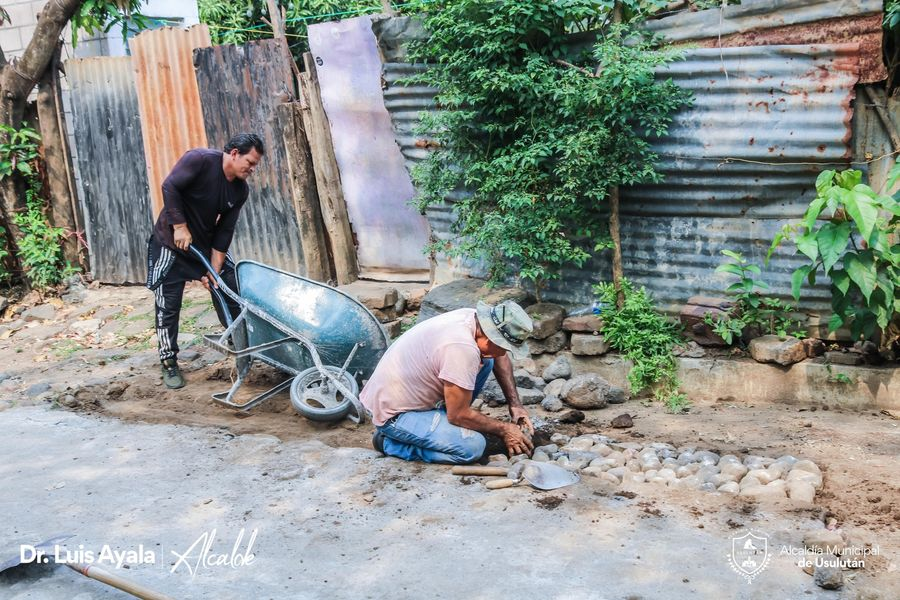 Dr. Luis Ayala
Alcalde
Alcaldía Municipal
de Usulután